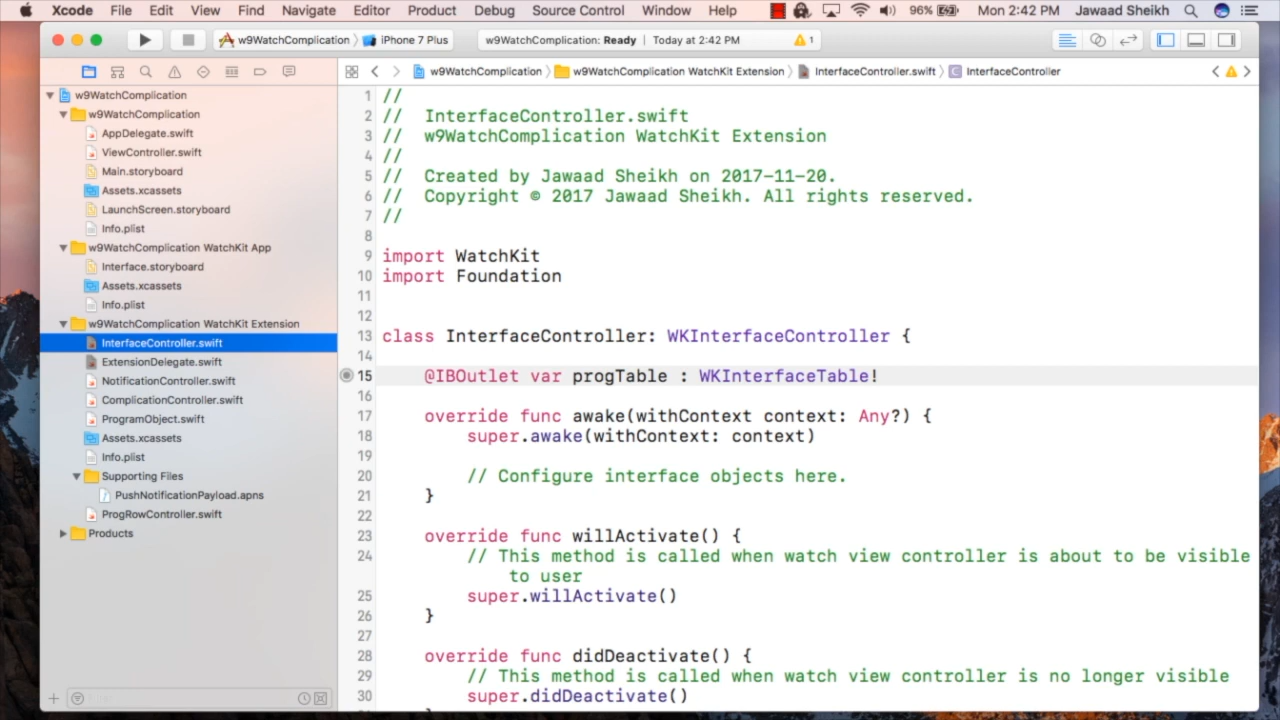 Xcode File Edit View Find Navigate Editor Product Debug Source Control Window Help 96% Mon 2:42 PM Jawaad Sheikh
w9WatchComplication iPhone 7 Plus w9WatchComplication: Ready Today at 2:42 PM 1
w9WatchComplication w9WatchComplication WatchKit Extension InterfaceController.swift C InterfaceController
w9WatchComplication
w9WatchComplication
AppDelegate.swift
ViewController.swift
Main.storyboard
Assets.xcassets
LaunchScreen.storyboard
Info.plist
w9WatchComplication WatchKit App
Interface.storyboard
Assets.xcassets
Info.plist
w9WatchComplication WatchKit Extension
InterfaceController.swift
ExtensionDelegate.swift
NotificationController.swift
ComplicationController.swift
ProgramObject.swift
Assets.xcassets
Info.plist
Supporting Files
PushNotificationPayload.apns
ProgRowController.swift
Products
1 //
2 // InterfaceController.swift
3 // w9WatchComplication WatchKit Extension
4 //
5 // Created by Jawaad Sheikh on 2017-11-20.
6 // Copyright © 2017 Jawaad Sheikh. All rights reserved.
7 //
8
9 import WatchKit
10 import Foundation
11
12
13 class InterfaceController: WKInterfaceController {
14
15 @IBOutlet var progTable : WKInterfaceTable!
16
17 override func awake(withContext context: Any?) {
18 super.awake(withContext: context)
19
20 // Configure interface objects here.
21 }
22
23 override func willActivate() {
24 // This method is called when watch view controller is about to be visible
to user
25 super.willActivate()
26 }
27
28 override func didDeactivate() {
29 // This method is called when watch view controller is no longer visible
30 super.didDeactivate()